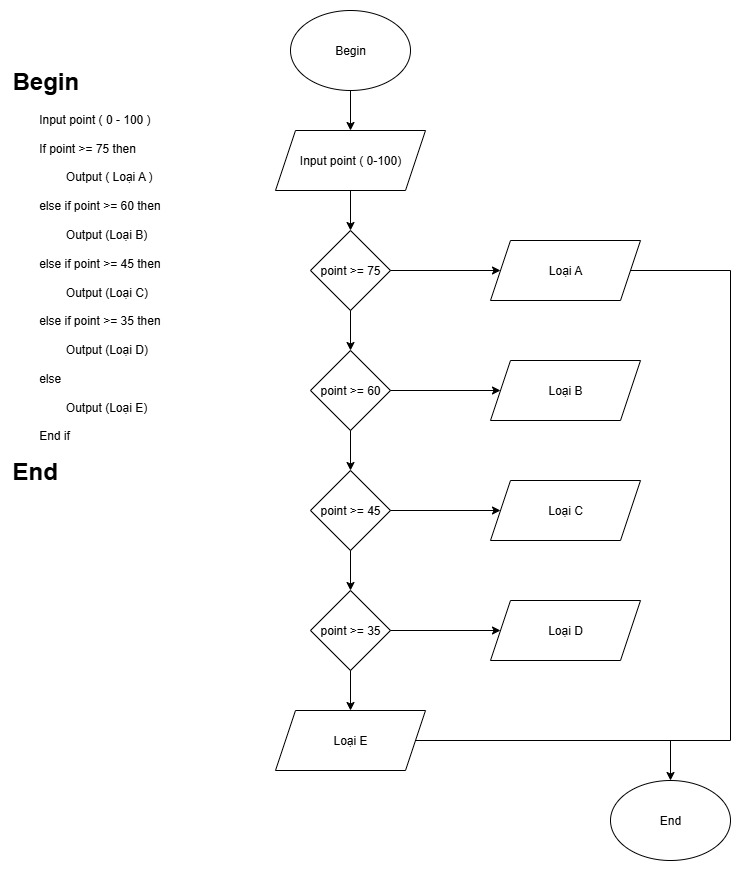 Begin
Input point ( 0 - 100 )
If point >= 75 then
Output ( Loại A )
else if point >= 60 then
Output (Loại B)
else if point >= 45 then
Output (Loại C)
else if point >= 35 then
Output (Loại D)
else
Output (Loại E)
End if
End
Begin
Input point ( 0-100)
point >= 75
Loại A
point >= 60
Loại B
point >= 45
Loại C
point >= 35
Loại D
Loại E
End